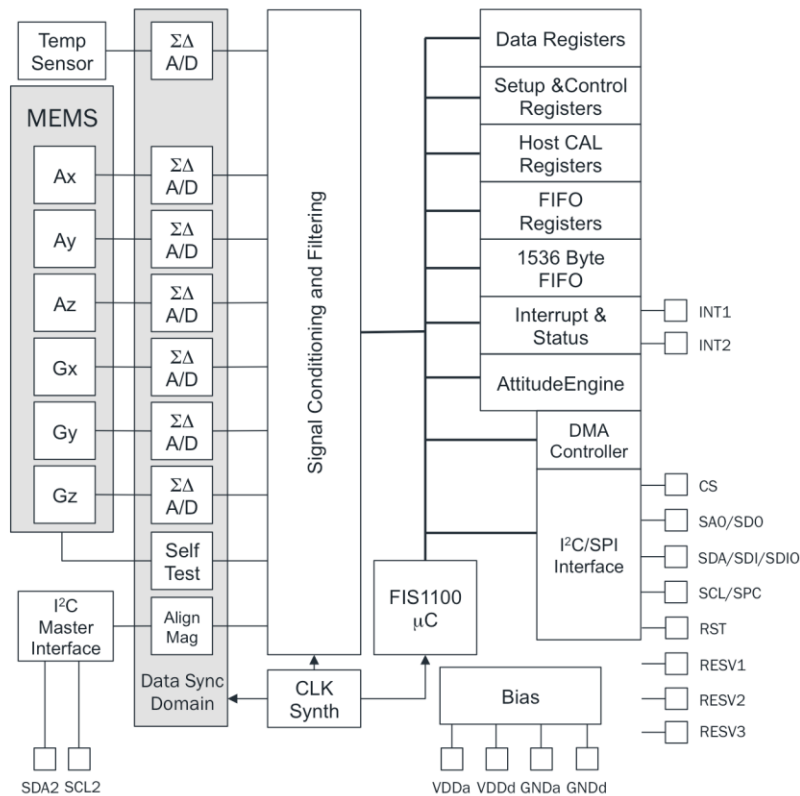 Temp
Sensor
MEMS
Ax
Ay
Az
Gx
Gy
Gz
I²C
Master
Interface
SDA2 SCL2
ΣΔ
A/D
ΣΔ
A/D
ΣΔ
A/D
ΣΔ
A/D
ΣΔ
A/D
ΣΔ
A/D
ΣΔ
A/D
Self
Test
Align
Mag
Data Sync
Domain
Signal Conditioning and Filtering
CLK
Synth
FIS1100
µC
Data Registers
Setup &Control
Registers
Host CAL
Registers
FIFO
Registers
1536 Byte
FIFO
Interrupt &
Status
AttitudeEngine
DMA
Controller
I²C/SPI
Interface
INT1
INT2
CS
SA0/SD0
SDA/SDI/SDIO
SCL/SPC
RST
RESV1
RESV2
RESV3
Bias
VDDa VDDd GNDa GNDd